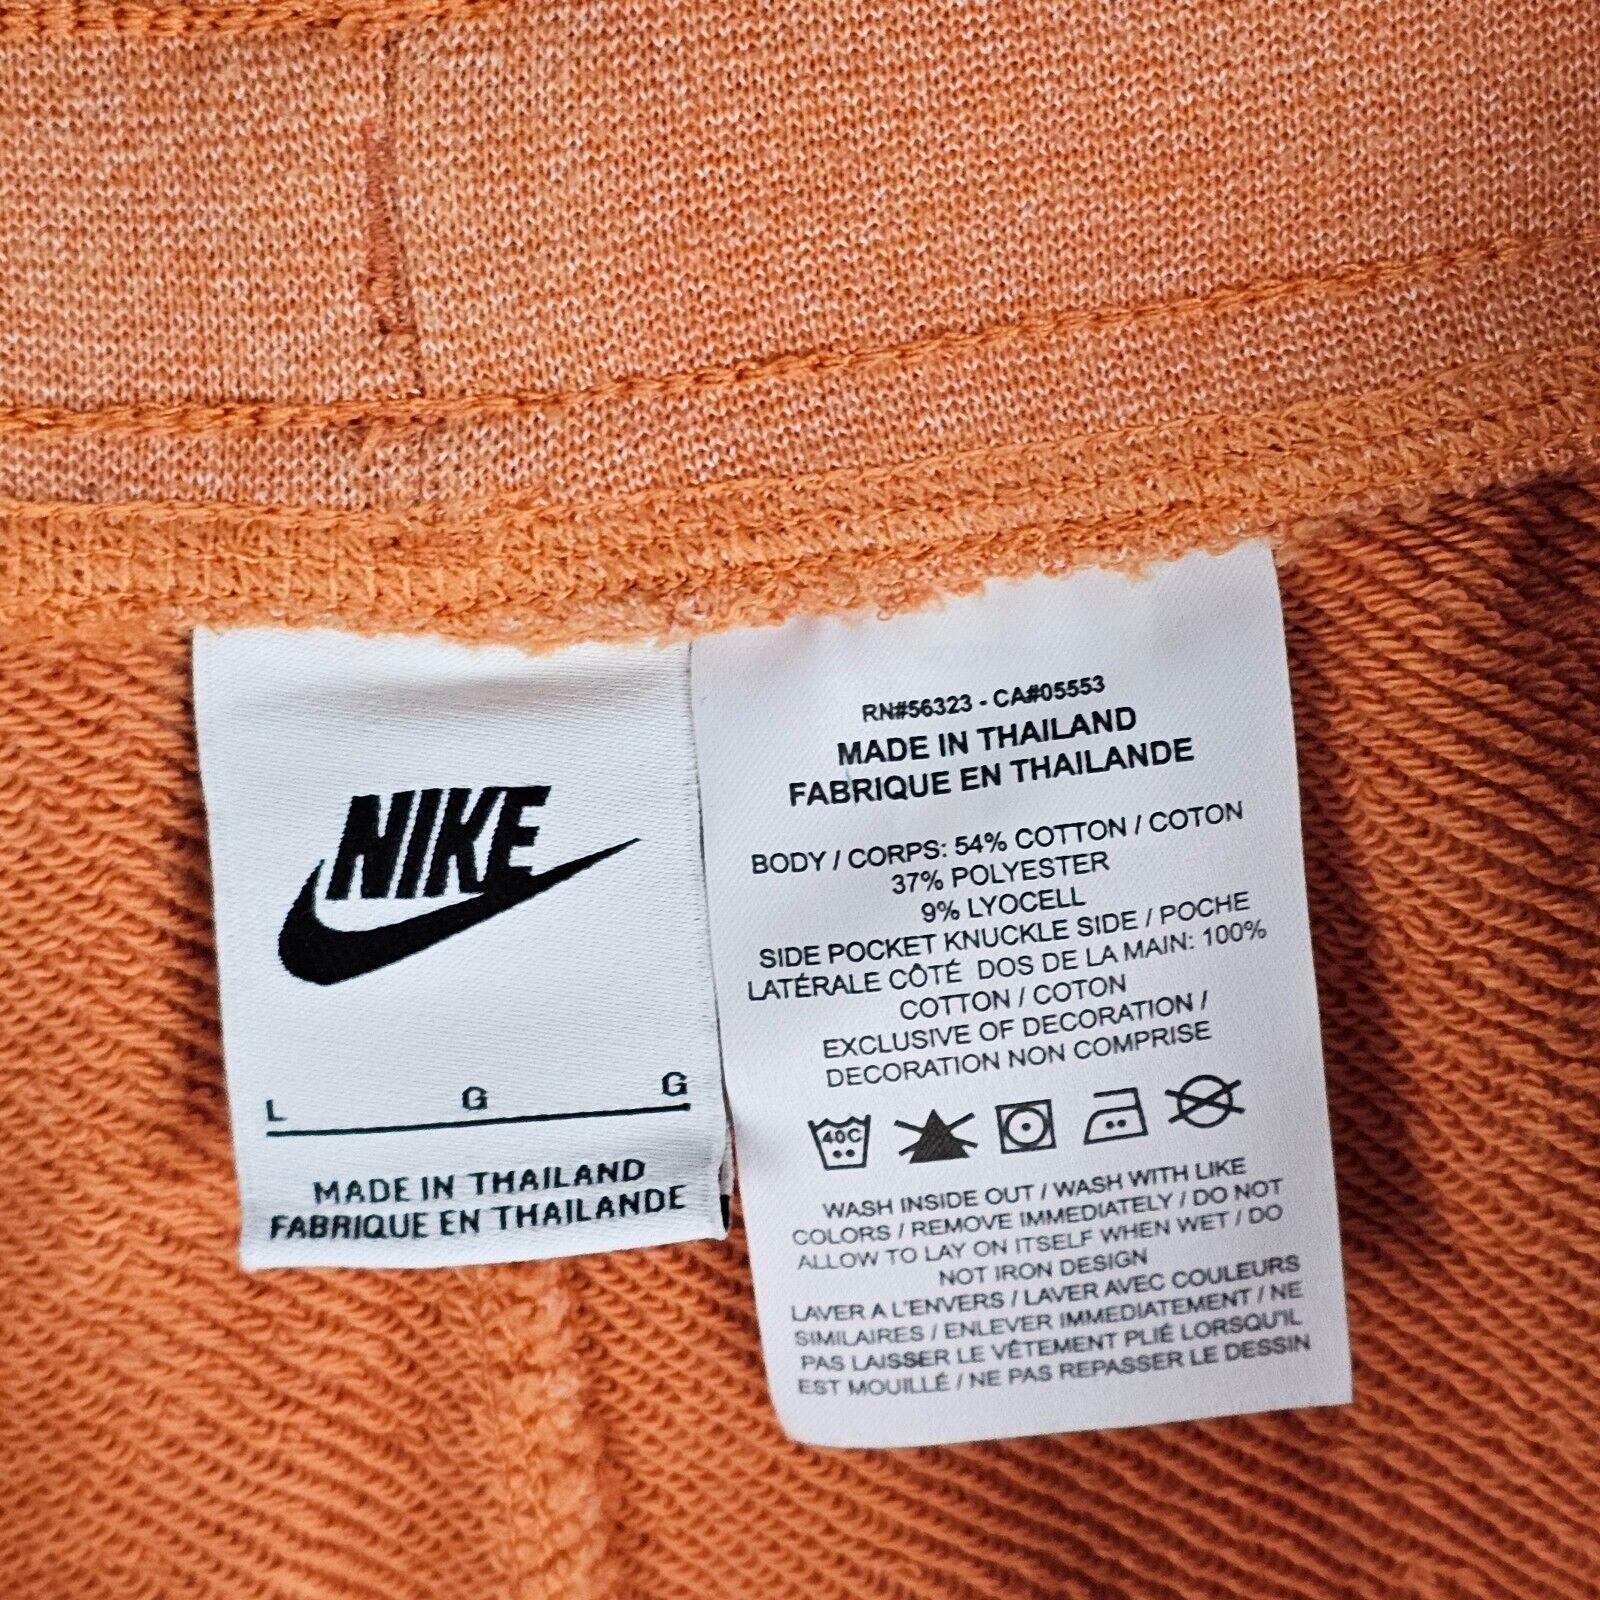 NIKE
L G G
MADE IN THAILAND
FABRIQUE EN THAILANDE
RN#56323 - CA#05553
MADE IN THAILAND
FABRIQUE EN THAILANDE
BODY / CORPS: 54% COTTON / COTON
37% POLYESTER
9% LYOCELL
SIDE POCKET KNUCKLE SIDE / POCHE
LATÉRALE CÔTÉ DOS DE LA MAIN: 100%
COTTON / COTON
EXCLUSIVE OF DECORATION /
DECORATION NON COMPRISE
40C
WASH INSIDE OUT / WASH WITH LIKE
COLORS / REMOVE IMMEDIATELY / DO NOT
ALLOW TO LAY ON ITSELF WHEN WET / DO
NOT IRON DESIGN
LAVER A L'ENVERS / LAVER AVEC COULEURS
SIMILAIRES / ENLEVER IMMEDIATEMENT / NE
PAS LAISSER LE VÊTEMENT PLIÉ LORSQU'IL
EST MOUILLÉ / NE PAS REPASSER LE DESSIN